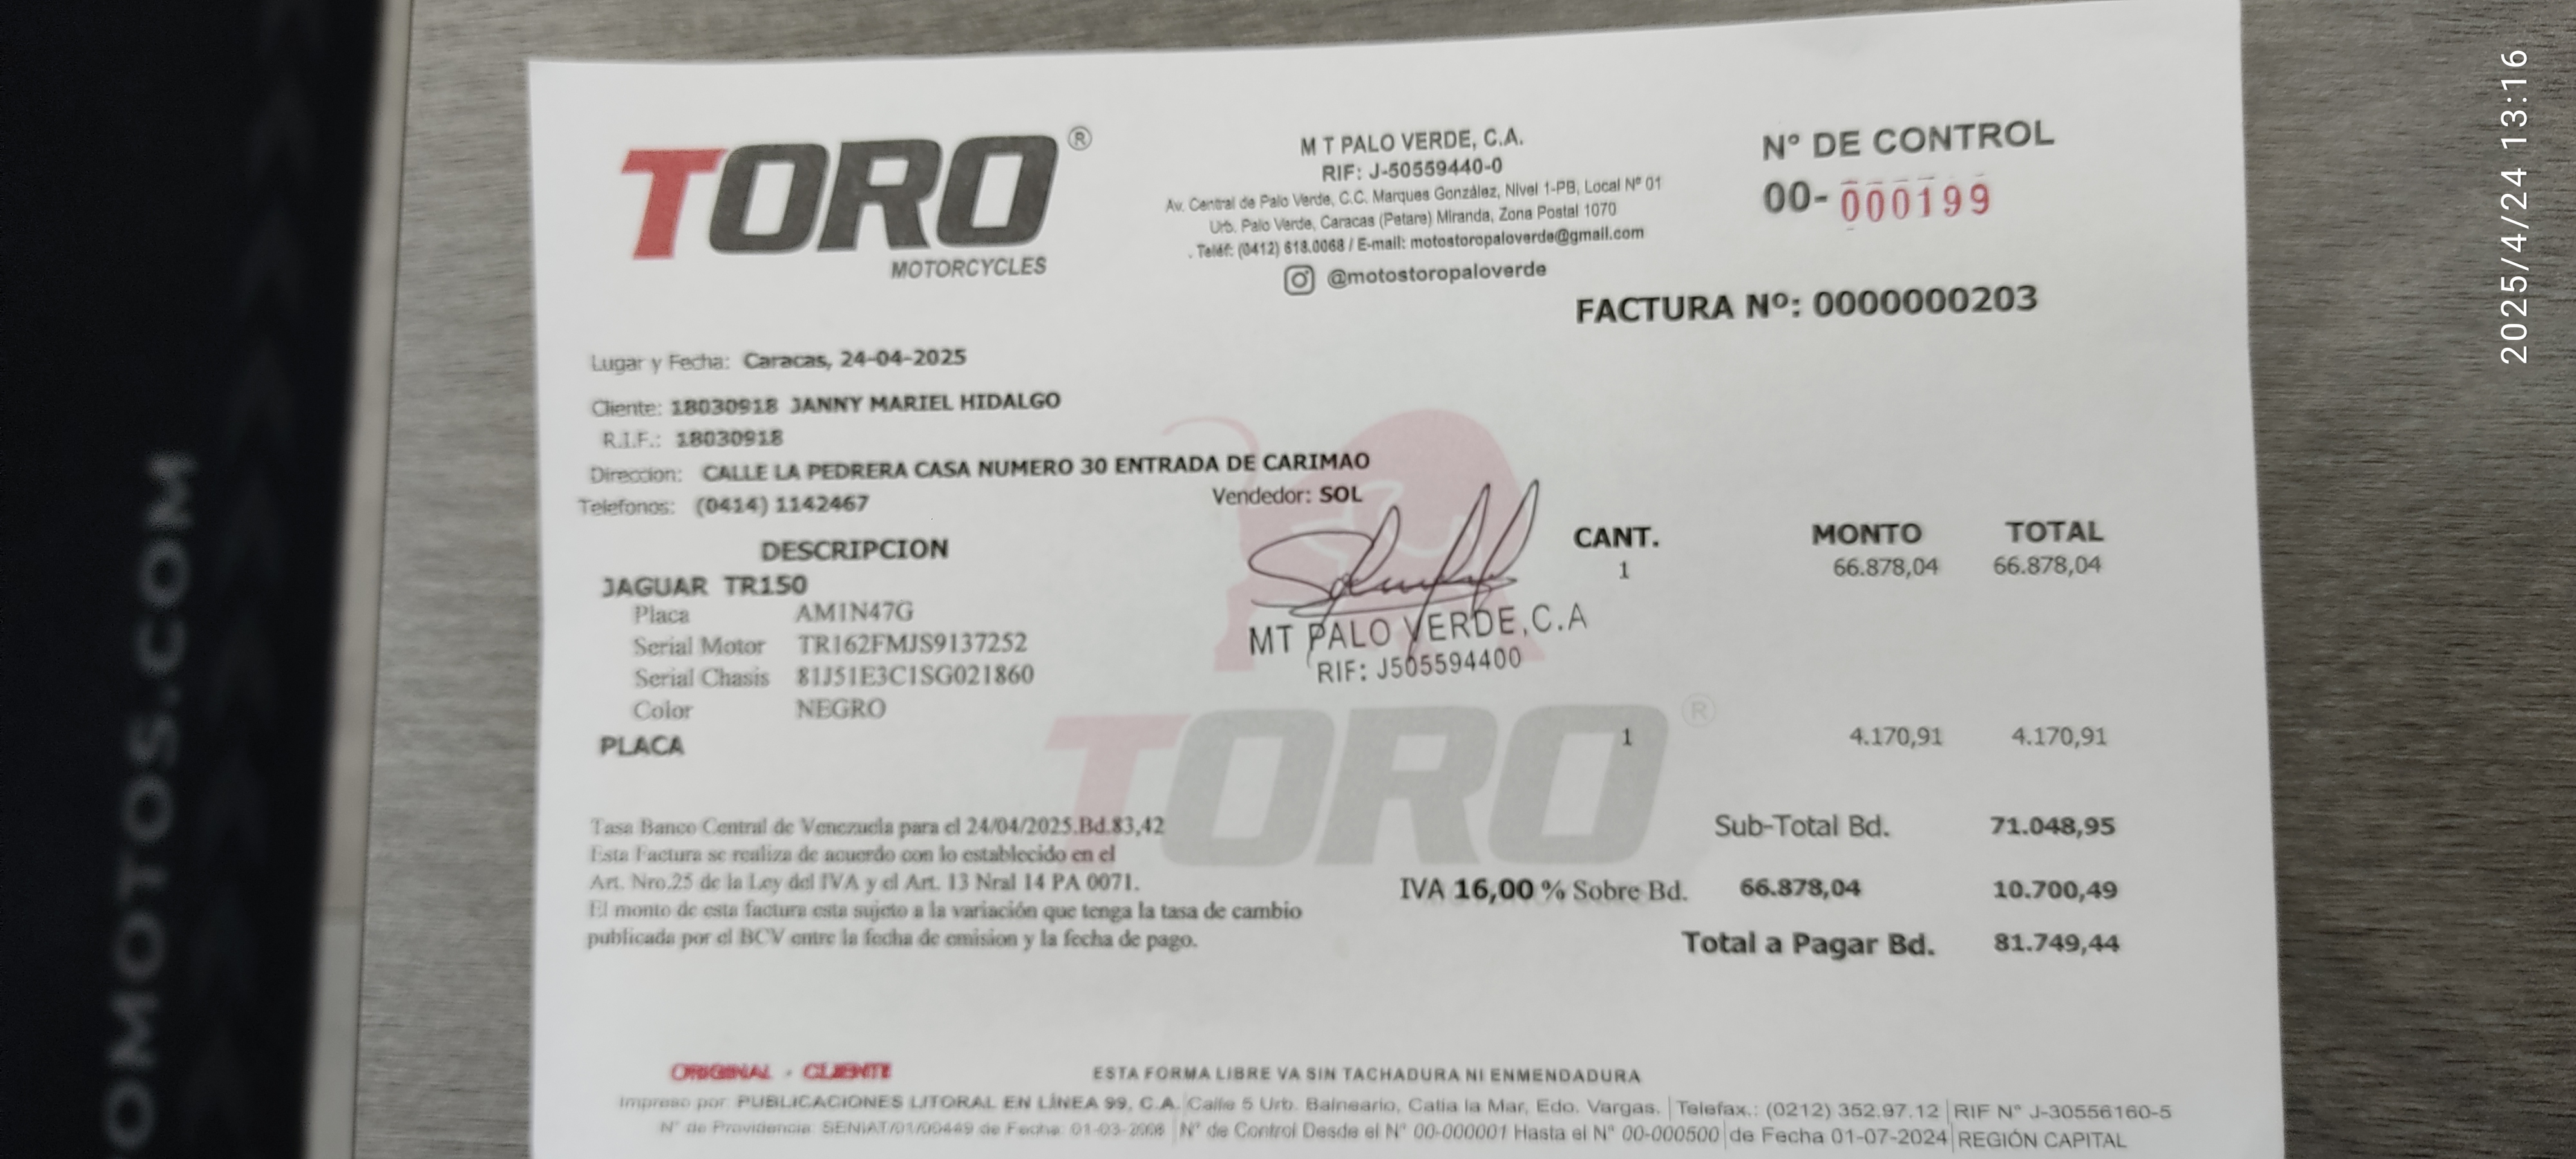 TORO®
MOTORCYCLES
M T PALO VERDE, C.A.
RIF: J-50559440-0
Av. Central de Palo Verde, C.C. Marques González, Nivel 1-PB, Local Nº 01
Urb. Palo Verde, Caracas (Petare) Miranda, Zona Postal 1070
. Teléf: (0412) 618.0068 / E-mail: motostoropaloverde@gmail.com
@motostoropaloverde
Nº DE CONTROL
00-000199
FACTURA Nº: 0000000203
Lugar y Fecha: Caracas, 24-04-2025
Cliente: 18030918 JANNY MARIEL HIDALGO
R.I.F.: 18030918
Direccion: CALLE LA PEDRERA CASA NUMERO 30 ENTRADA DE CARIMAO
Telefonos: (0414) 1142467
Vendedor: SOL
DESCRIPCION CANT. MONTO TOTAL
JAGUAR TR150 1 66.878,04 66.878,04
Placa AM1N47G
Serial Motor TR162FMJS9137252
Serial Chasis 81J51E3C1SG021860
Color NEGRO
MT PALO VERDE,C.A
RIF: J505594400
PLACA 1 4.170,91 4.170,91
TORO®
Tasa Banco Central de Venezuela para el 24/04/2025.Bd.83,42
Esta Factura se realiza de acuerdo con lo establecido en el
Art. Nro.25 de la Ley del IVA y el Art. 13 Nral 14 PA 0071.
El monto de esta factura esta sujeto a la variación que tenga la tasa de cambio
publicada por el BCV entre la fecha de emision y la fecha de pago.
Sub-Total Bd. 71.048,95
IVA 16,00 % Sobre Bd. 66.878,04 10.700,49
Total a Pagar Bd. 81.749,44
ORIGINAL - CLIENTE
ESTA FORMA LIBRE VA SIN TACHADURA NI ENMENDADURA
Impreso por: PUBLICACIONES LITORAL EN LÍNEA 99, C.A. Calle 5 Urb. Balneario, Catia la Mar, Edo. Vargas. Telefax.: (0212) 352.97.12 RIF Nº J-30556160-5
Nº de Providencia: SENIAT/01/00449 de Fecha: 01-03-2008 Nº de Control Desde el Nº 00-000001 Hasta el Nº 00-000500 de Fecha 01-07-2024 REGIÓN CAPITAL
OMOTOS.COM
2025/4/24 13:16